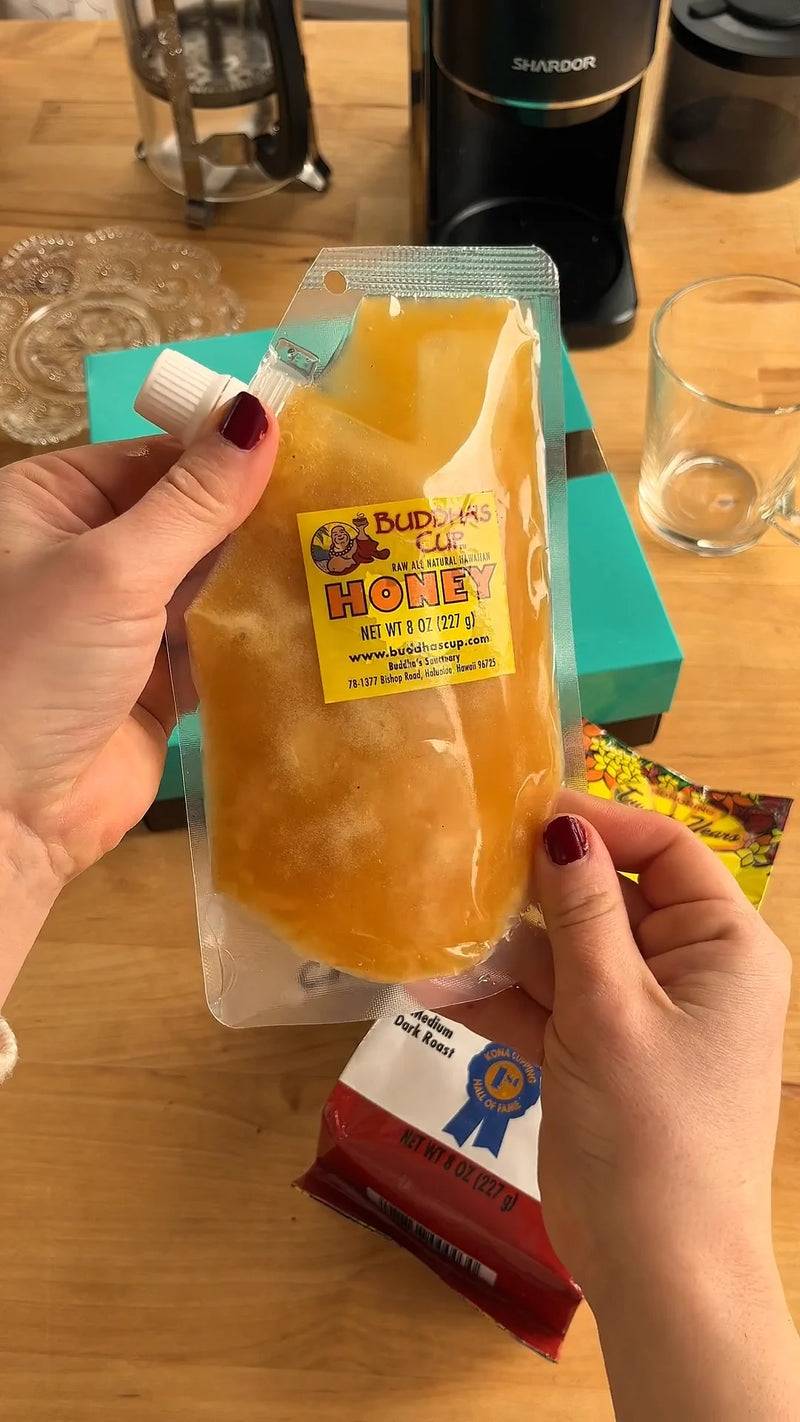 SHARDOR
BUDDHA'S
CUP
RAW ALL NATURAL HAWAIIAN
HONEY
NET WT 8 OZ (227 g)
www.buddhascup.com
Buddha's Sanctuary
78-1377 Bishop Road, Holualoa, Hawaii 96725
Years
Medium
Dark Roast
KONA CUPPING
1st
HALL OF FAME
NET WT 8 OZ (227 g)